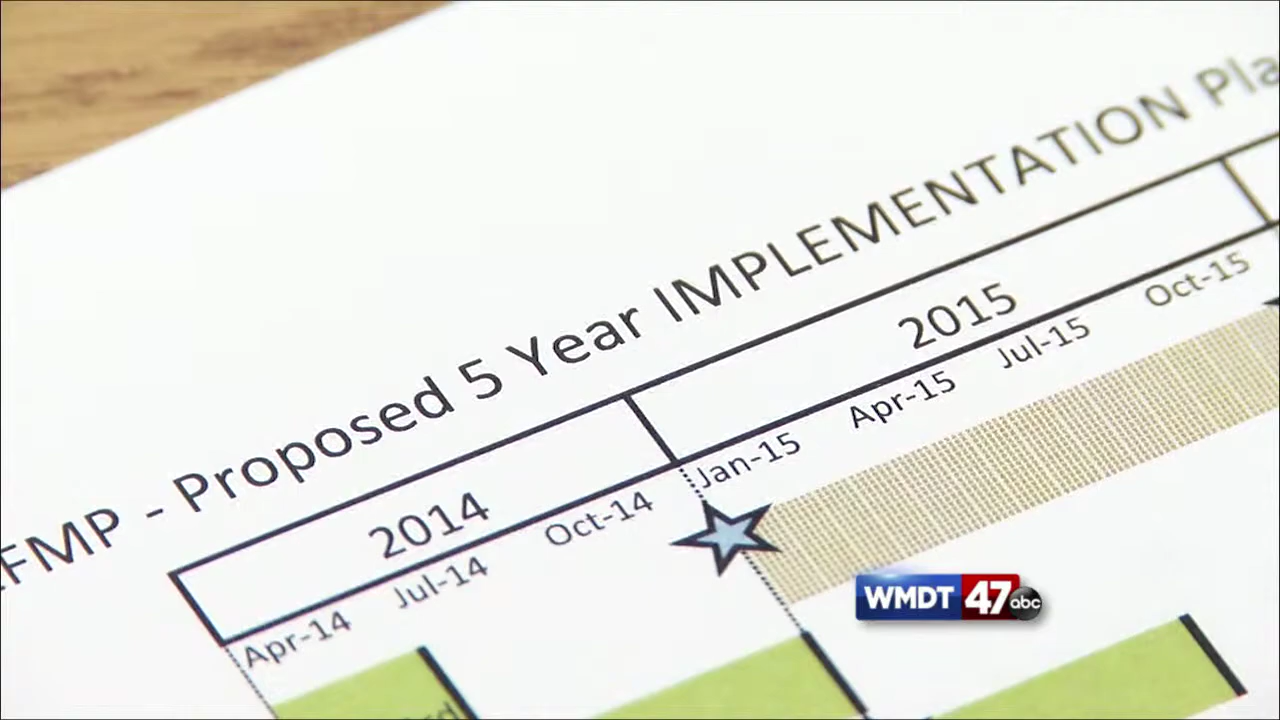 FMP - Proposed 5 Year IMPLEMENTATION Pla
2014 2015
Apr-14 Jul-14 Oct-14 Jan-15 Apr-15 Jul-15 Oct-15
WMDT 47 abc